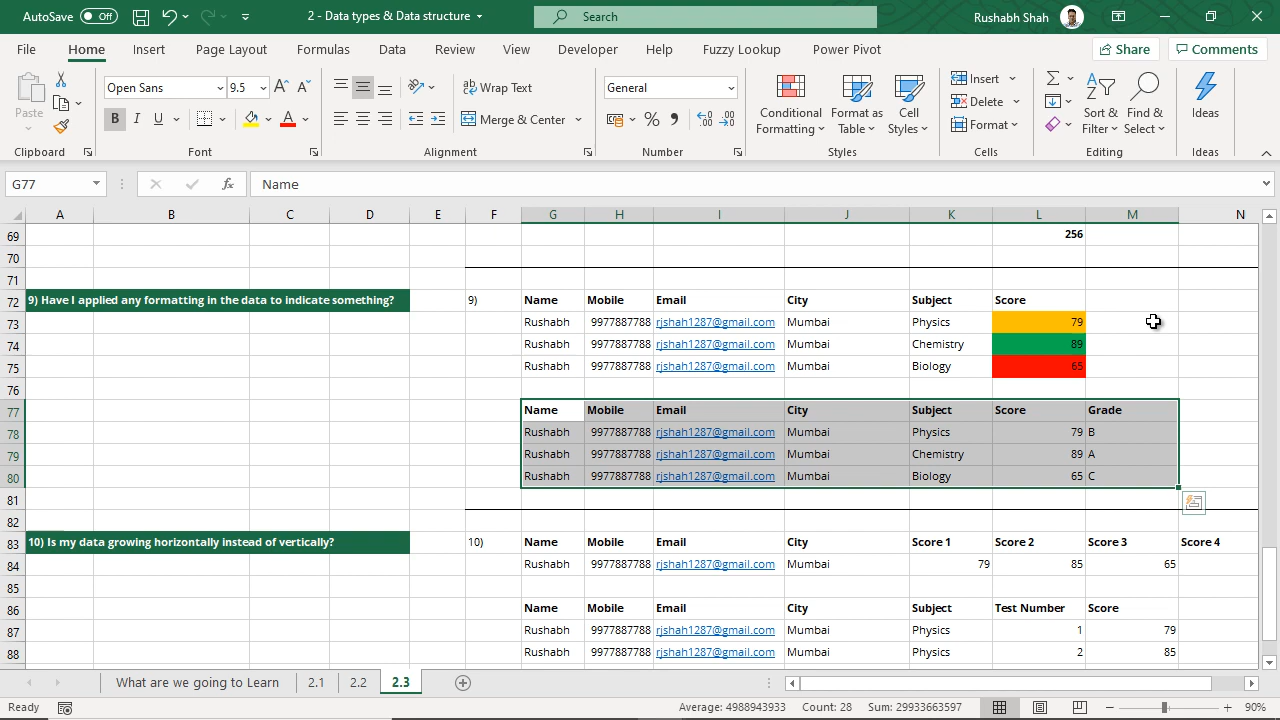 AutoSave Off 2 - Data types & Data structure Search Rushabh Shah
File Home Insert Page Layout Formulas Data Review View Developer Help Fuzzy Lookup Power Pivot Share Comments
Paste
Clipboard
Open Sans 9.5
B I U
Font
Wrap Text
Merge & Center
Alignment
General
Number
Conditional Formatting
Format as Table
Cell Styles
Styles
Insert
Delete
Format
Cells
Sort & Filter
Find & Select
Editing
Ideas
Ideas
G77 fx Name
A B C D E F G H I J K L M N
69 256
70
71
72 9) Have I applied any formatting in the data to indicate something? 9) Name Mobile Email City Subject Score
73 Rushabh 9977887788 rjshah1287@gmail.com Mumbai Physics 79
74 Rushabh 9977887788 rjshah1287@gmail.com Mumbai Chemistry 89
75 Rushabh 9977887788 rjshah1287@gmail.com Mumbai Biology 65
76
77 Name Mobile Email City Subject Score Grade
78 Rushabh 9977887788 rjshah1287@gmail.com Mumbai Physics 79 B
79 Rushabh 9977887788 rjshah1287@gmail.com Mumbai Chemistry 89 A
80 Rushabh 9977887788 rjshah1287@gmail.com Mumbai Biology 65 C
81
82
83 10) Is my data growing horizontally instead of vertically? 10) Name Mobile Email City Score 1 Score 2 Score 3 Score 4
84 Rushabh 9977887788 rjshah1287@gmail.com Mumbai 79 85 65
85
86 Name Mobile Email City Subject Test Number Score
87 Rushabh 9977887788 rjshah1287@gmail.com Mumbai Physics 1 79
88 Rushabh 9977887788 rjshah1287@gmail.com Mumbai Physics 2 85
What are we going to Learn 2.1 2.2 2.3
Ready Average: 4988943933 Count: 28 Sum: 29933663597 90%